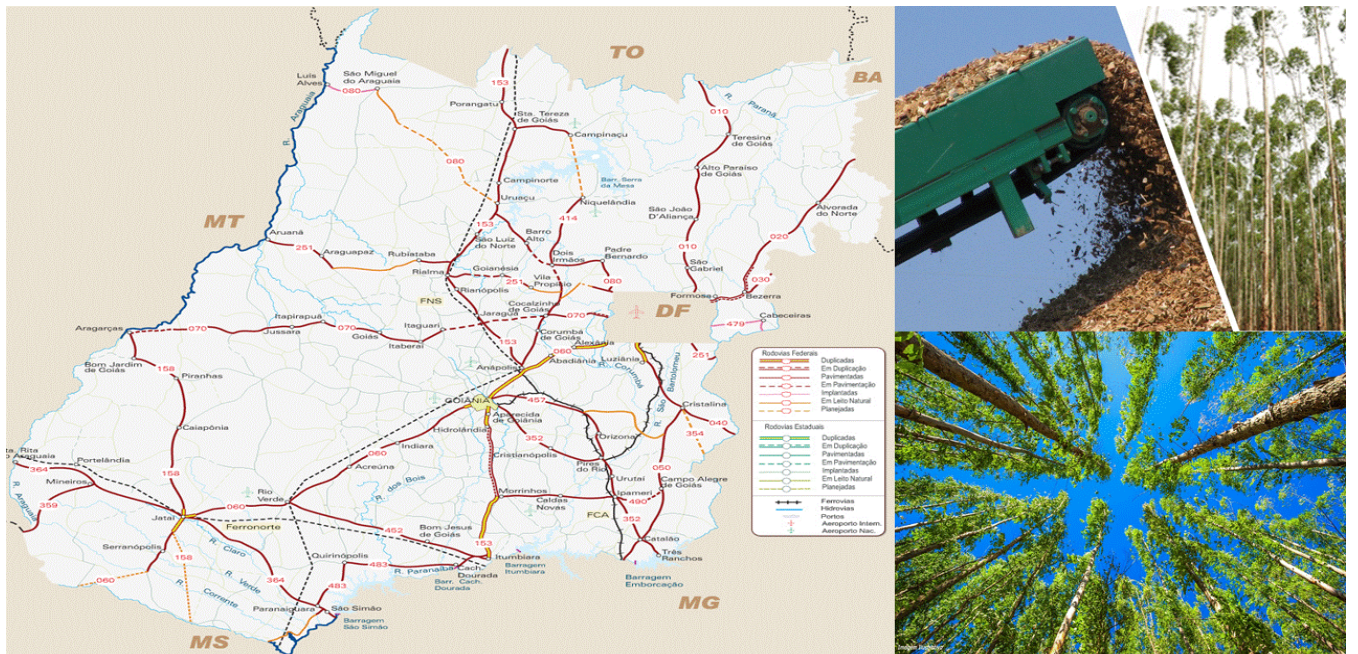 TO
BA
MT
DF
MG
MS
Luís
Alves
São Miguel
do Araguaia
080
R. Araguaia
153
Porangatu
Sta. Tereza
de Goiás
Campinaçu
010
R. Paranã
Teresina
de Goiás
080
Alto Paraíso
de Goiás
Campinorte
Barr. Serra
da Mesa
Uruaçu
Niquelândia
São João
D'Aliança
Alvorada
do Norte
414
153
020
Aruanã
251
Araguapaz
Rubiataba
São Luiz
do Norte
Barro
Alto
Dois
Irmãos
Padre
Bernardo
010
São
Gabriel
Rialma
Goianésia
251
Vila
Propício
080
030
Rianópolis
FNS
Formosa
Bezerra
Cocalzinho
de Goiás
070
Cabeceiras
479
Aragarças
070
Itapirapuã
Jussara
070
Goiás
Itaguari
Itaberaí
Jaraguá
153
Corumbá
de Goiás
Alexânia
060
Abadiânia
Luziânia
R. Corumbá
R. São Bartolomeu
251
Bom Jardim
de Goiás
158
Piranhas
Anápolis
GOIÂNIA
457
Aparecida
de Goiânia
Hidrolândia
Cristalina
040
354
Caiapônia
Indiara
060
Acreúna
352
Cristianópolis
Orizona
Pires
do Rio
050
Sta. Rita
do Araguaia
Portelândia
364
Mineiros
158
R. Araguaia
359
Rio
Verde
R. dos Bois
Morrinhos
Caldas
Novas
Urutaí
Ipameri
490
Campo Alegre
de Goiás
Jataí
060
Ferronorte
452
Bom Jesus
de Goiás
FCA
352
Catalão
Três
Ranchos
Serranópolis
158
R. Claro
R. Verde
R. Corrente
Quirinópolis
364
483
483
R. Paranaíba
Cach.
Dourada
Barr. Cach.
Dourada
153
Itumbiara
Barragem
Itumbiara
Barragem
Emborcação
060
Paranaiguara
São Simão
Barragem
São Simão
Rodovias Federais
Duplicadas
Em Duplicação
Pavimentadas
Em Pavimentação
Implantadas
Em Leito Natural
Planejadas
Rodovias Estaduais
Duplicadas
Em Duplicação
Pavimentadas
Em Pavimentação
Implantadas
Em Leito Natural
Planejadas
Ferrovias
Hidrovias
Portos
Aeroporto Intern.
Aeroporto Nac.